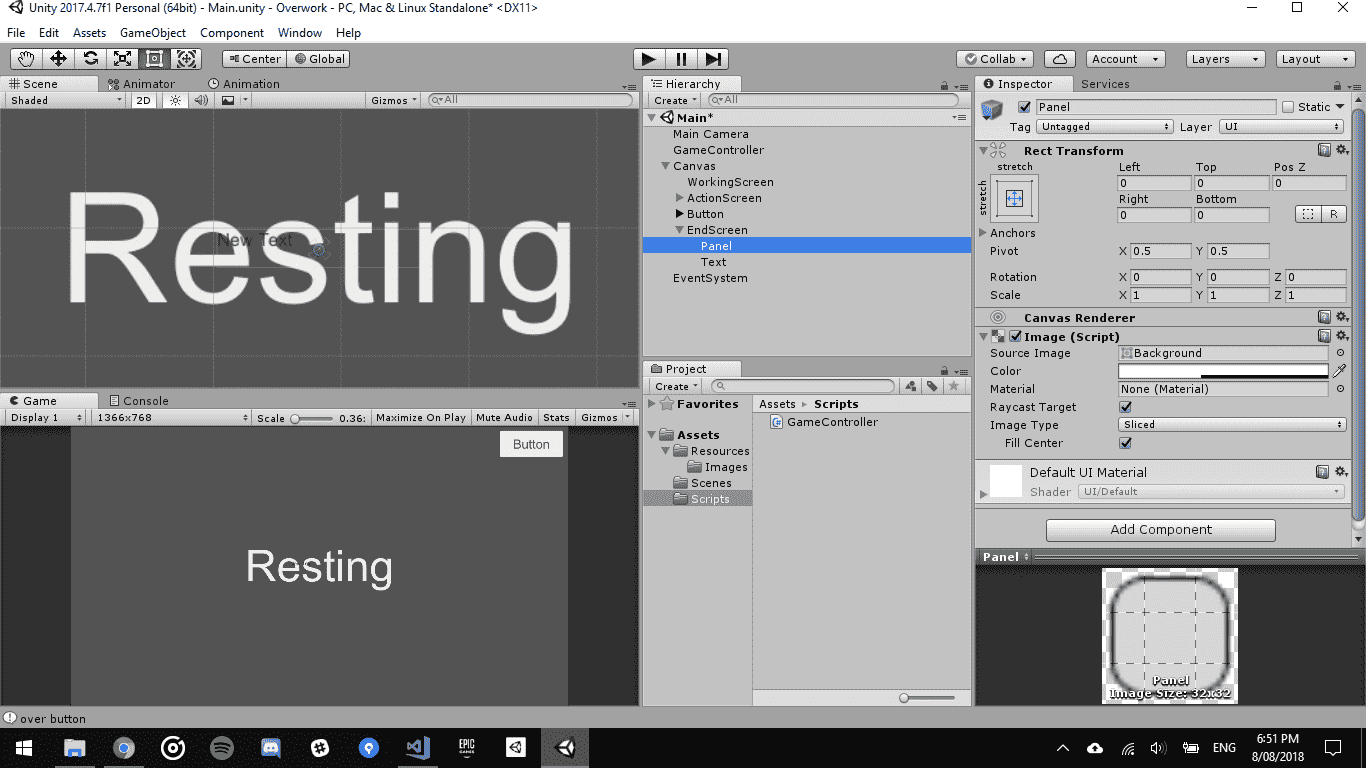 Unity 2017.4.7f1 Personal (64bit) - Main.unity - Overwork - PC, Mac & Linux Standalone* <DX11>
File Edit Assets GameObject Component Window Help
Center Global Collab Account Layers Layout
Scene Animator Animation
Shaded 2D Gizmos All
Resting
New Text
Game Console
Display 1 1366x768 Scale 0.36: Maximize On Play Mute Audio Stats Gizmos
Button
Resting
Hierarchy
Create All
Main*
Main Camera
GameController
Canvas
WorkingScreen
ActionScreen
Button
EndScreen
Panel
Text
EventSystem
Project
Create
Favorites
Assets
Resources
Images
Scenes
Scripts
Assets Scripts
GameController
Inspector Services
Panel Static
Tag Untagged Layer UI
Rect Transform
stretch Left Top Pos Z
stretch
0 0 0
Right Bottom
0 0 R
Anchors
Pivot X 0.5 Y 0.5
Rotation X 0 Y 0 Z 0
Scale X 1 Y 1 Z 1
Canvas Renderer
Image (Script)
Source Image Background
Color
Material None (Material)
Raycast Target
Image Type Sliced
Fill Center
Default UI Material
Shader UI/Default
Add Component
Panel
Panel
Image Size: 32x32
over button
EPIC
GAMES
ENG
6:51 PM
8/08/2018